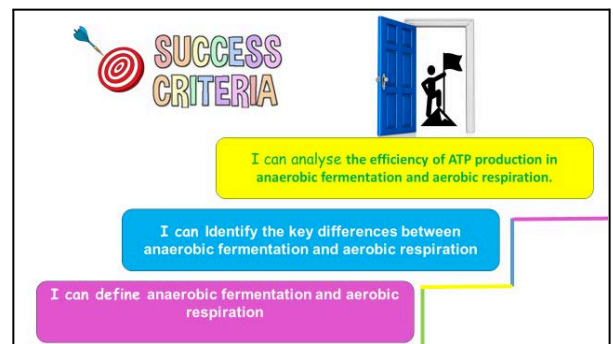 SUCCESS
CRITERIA
I can analyse the efficiency of ATP production in
anaerobic fermentation and aerobic respiration.
I can Identify the key differences between
anaerobic fermentation and aerobic respiration
I can define anaerobic fermentation and aerobic
respiration